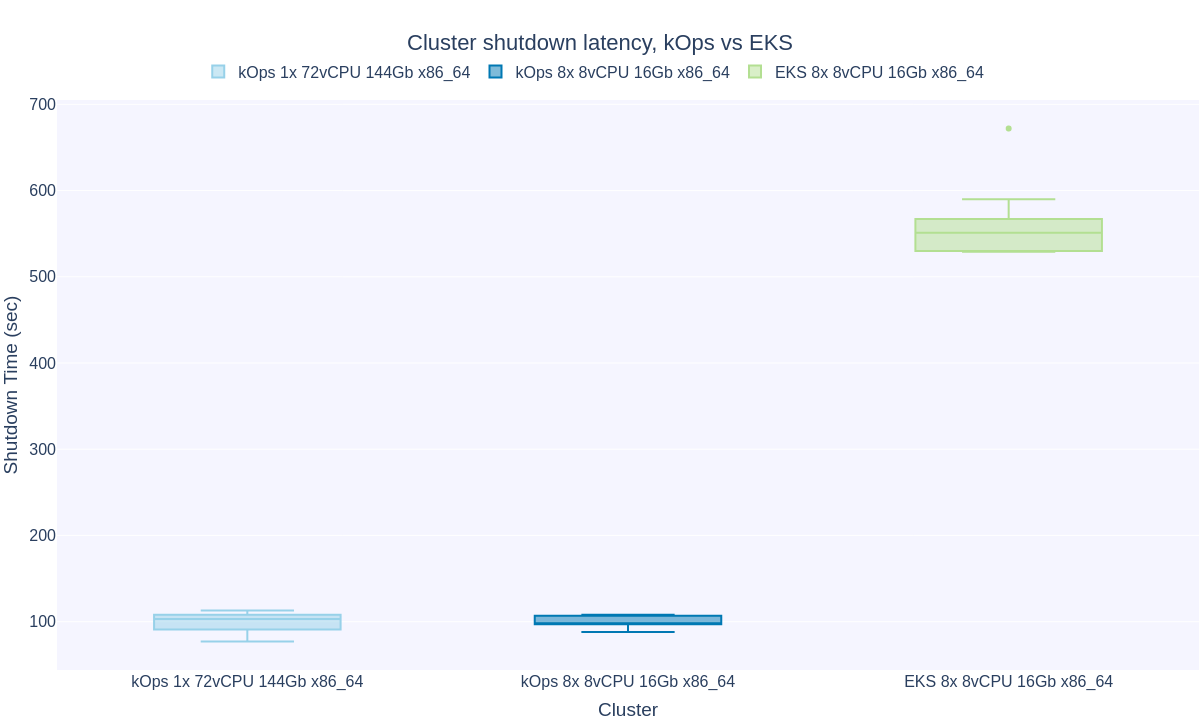 Cluster shutdown latency, kOps vs EKS
kOps 1x 72vCPU 144Gb x86_64 kOps 8x 8vCPU 16Gb x86_64 EKS 8x 8vCPU 16Gb x86_64
700
600
500
400
300
200
100
Shutdown Time (sec)
kOps 1x 72vCPU 144Gb x86_64 kOps 8x 8vCPU 16Gb x86_64 EKS 8x 8vCPU 16Gb x86_64
Cluster